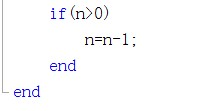 if(n>0)
n=n-1;
end
end